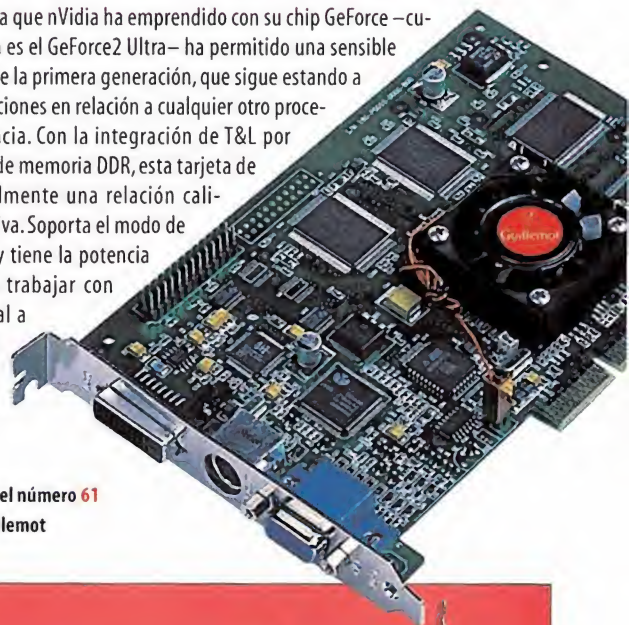 a que nVidia ha emprendido con su chip GeForce –cu-
es el GeForce2 Ultra– ha permitido una sensible
e la primera generación, que sigue estando a
ciones en relación a cualquier otro proce-
cia. Con la integración de T&L por
de memoria DDR, esta tarjeta de
lmente una relación cali-
va. Soporta el modo de
y tiene la potencia
trabajar con
al a
el número 61
lemot
Guillemot